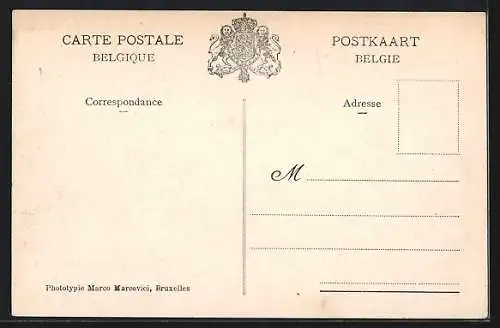 CARTE POSTALE
BELGIQUE
POSTKAART
BELGIE
Correspondance
Adresse
M
Phototypie Marco Marcovici, Bruxelles